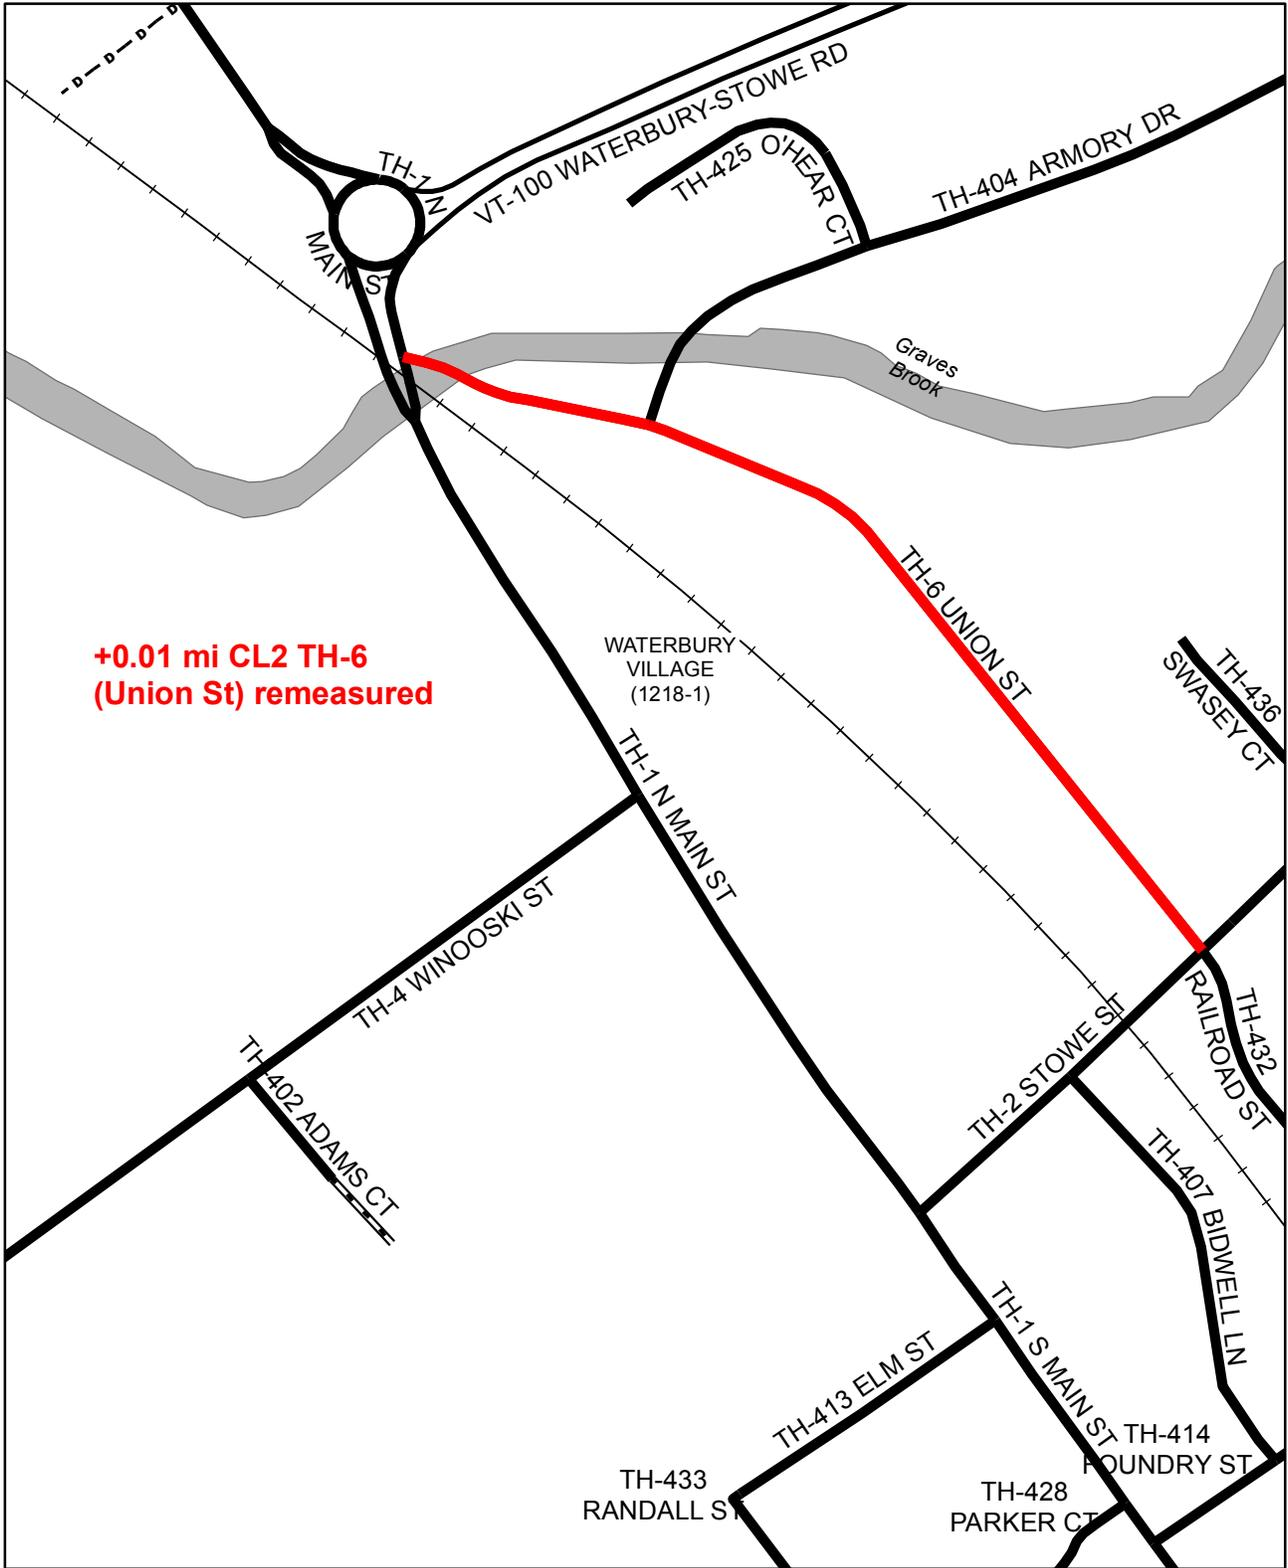 D D D D
VT-100 WATERBURY-STOWE RD
TH-1 N
MAIN ST
TH-425 O'HEAR CT
TH-404 ARMORY DR
Graves
Brook
TH-6 UNION ST
+0.01 mi CL2 TH-6
(Union St) remeasured
WATERBURY
VILLAGE
(1218-1)
TH-436
SWASEY CT
TH-1 N MAIN ST
TH-4 WINOOSKI ST
TH-402 ADAMS CT
TH-2 STOWE ST
TH-432
RAILROAD ST
TH-407 BIDWELL LN
TH-1 S MAIN ST
TH-413 ELM ST
TH-414
FOUNDRY ST
TH-433
RANDALL ST
TH-428
PARKER CT